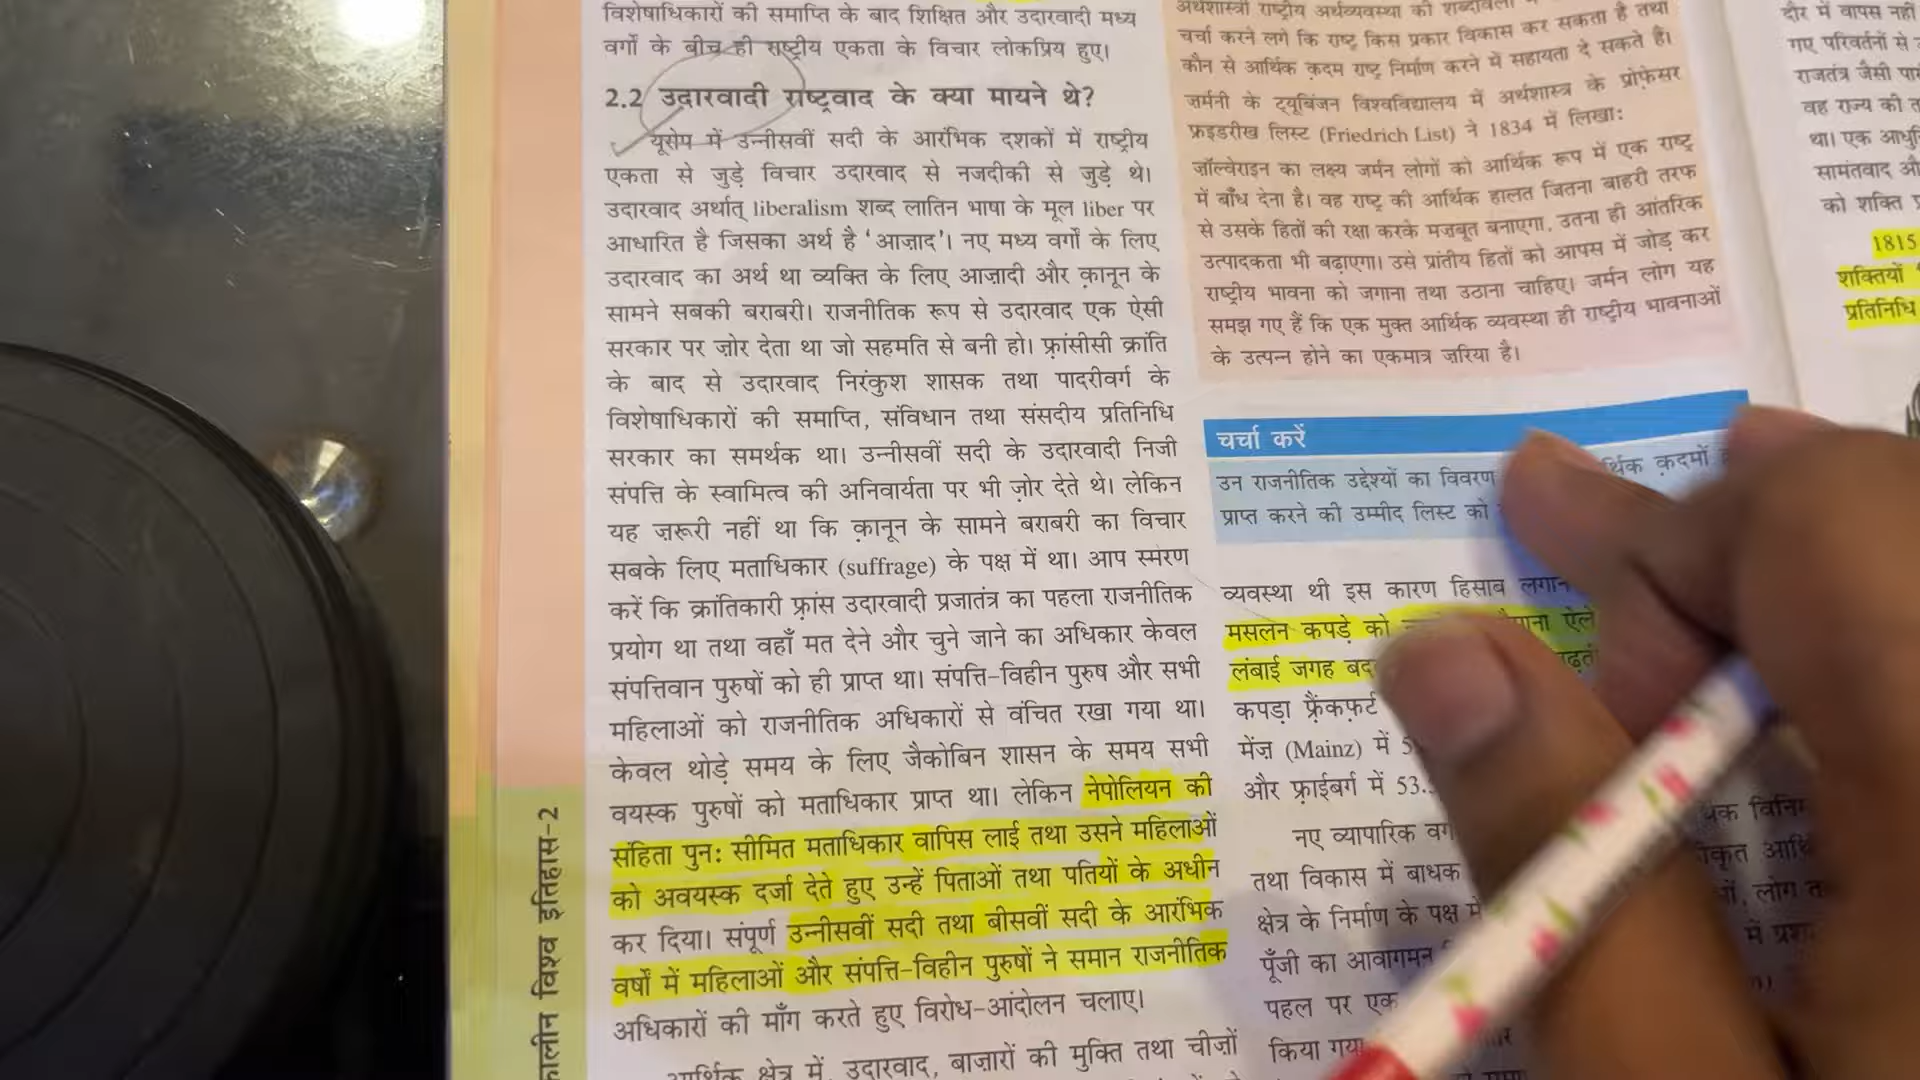 विशेषाधिकारों की समाप्ति के बाद शिक्षित और उदारवादी मध्य
वर्गों के बीच ही राष्ट्रीय एकता के विचार लोकप्रिय हुए।
2.2 उदारवादी राष्ट्रवाद के क्या मायने थे?
यूरोप में उन्नीसवीं सदी के आरंभिक दशकों में राष्ट्रीय
एकता से जुड़े विचार उदारवाद से नजदीकी से जुड़े थे।
उदारवाद अर्थात् liberalism शब्द लातिन भाषा के मूल liber पर
आधारित है जिसका अर्थ है 'आज़ाद'। नए मध्य वर्गों के लिए
उदारवाद का अर्थ था व्यक्ति के लिए आज़ादी और क़ानून के
सामने सबकी बराबरी। राजनीतिक रूप से उदारवाद एक ऐसी
सरकार पर ज़ोर देता था जो सहमति से बनी हो। फ़्रांसीसी क्रांति
के बाद से उदारवाद निरंकुश शासक तथा पादरीवर्ग के
विशेषाधिकारों की समाप्ति, संविधान तथा संसदीय प्रतिनिधि
सरकार का समर्थक था। उन्नीसवीं सदी के उदारवादी निजी
संपत्ति के स्वामित्व की अनिवार्यता पर भी ज़ोर देते थे। लेकिन
यह ज़रूरी नहीं था कि क़ानून के सामने बराबरी का विचार
सबके लिए मताधिकार (suffrage) के पक्ष में था। आप स्मरण
करें कि क्रांतिकारी फ़्रांस उदारवादी प्रजातंत्र का पहला राजनीतिक
प्रयोग था तथा वहाँ मत देने और चुने जाने का अधिकार केवल
संपत्तिवान पुरुषों को ही प्राप्त था। संपत्ति-विहीन पुरुष और सभी
महिलाओं को राजनीतिक अधिकारों से वंचित रखा गया था।
केवल थोड़े समय के लिए जैकोबिन शासन के समय सभी
वयस्क पुरुषों को मताधिकार प्राप्त था। लेकिन नेपोलियन की
संहिता पुन: सीमित मताधिकार वापिस लाई तथा उसने महिलाओं
को अवयस्क दर्जा देते हुए उन्हें पिताओं तथा पतियों के अधीन
कर दिया। संपूर्ण उन्नीसवीं सदी तथा बीसवीं सदी के आरंभिक
वर्षों में महिलाओं और संपत्ति-विहीन पुरुषों ने समान राजनीतिक
अधिकारों की माँग करते हुए विरोध-आंदोलन चलाए।
आर्थिक क्षेत्र में, उदारवाद, बाज़ारों की मुक्ति तथा चीज़ों
अर्थशास्त्री राष्ट्रीय अर्थव्यवस्था की शब्दावली
चर्चा करने लगे कि राष्ट्र किस प्रकार विकास कर सकता है तथा
कौन से आर्थिक क़दम राष्ट्र निर्माण करने में सहायता दे सकते हैं।
जर्मनी के ट्यूबिंजन विश्वविद्यालय में अर्थशास्त्र के प्रोफ़ेसर
फ्रइडरीख लिस्ट (Friedrich List) ने 1834 में लिखा:
ज़ॉल्वेराइन का लक्ष्य जर्मन लोगों को आर्थिक रूप में एक राष्ट्र
में बाँध देना है। वह राष्ट्र की आर्थिक हालत जितना बाहरी तरफ
से उसके हितों की रक्षा करके मजबूत बनाएगा, उतना ही आंतरिक
उत्पादकता भी बढ़ाएगा। उसे प्रांतीय हितों को आपस में जोड़ कर
राष्ट्रीय भावना को जगाना तथा उठाना चाहिए। जर्मन लोग यह
समझ गए हैं कि एक मुक्त आर्थिक व्यवस्था ही राष्ट्रीय भावनाओं
के उत्पन्न होने का एकमात्र ज़रिया है।
चर्चा करें
उन राजनीतिक उद्देश्यों का विवरण क़दमों
प्राप्त करने की उम्मीद लिस्ट को
व्यवस्था थी इस कारण हिसाब
मसलन कपड़े को ऐले
लंबाई जगह
कपड़ा फ़्रैंकफ़र्ट
मेंज़ (Mainz) में
और फ़्राईबर्ग में 53.
नए व्यापारिक
तथा विकास में बाधक
क्षेत्र के निर्माण के पक्ष में
पूँजी का आवागमन
पहल पर एक
किया गया
दौर में वापस नहीं
गए परिवर्तनों से
राजतंत्र जैसी
वह राज्य की
था। एक
सामंतवाद
को शक्ति
1815
शक्तियों
प्रतिनिधि
विश्व इतिहास-2